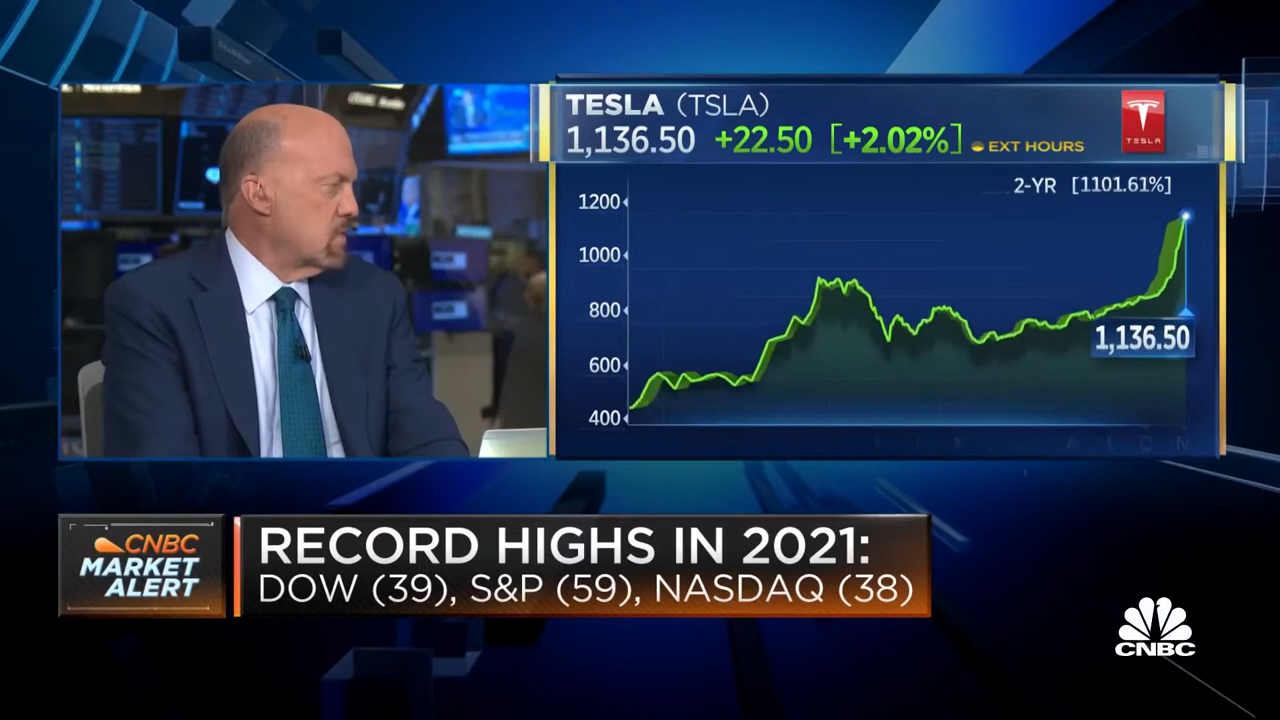 TESLA (TSLA)
1,136.50 +22.50 [+2.02%] EXT HOURS
TESLA
2-YR [1101.61%]
1200
1000
800
600
400
1,136.50
CNBC
MARKET
ALERT
RECORD HIGHS IN 2021:
DOW (39), S&P (59), NASDAQ (38)
CNBC